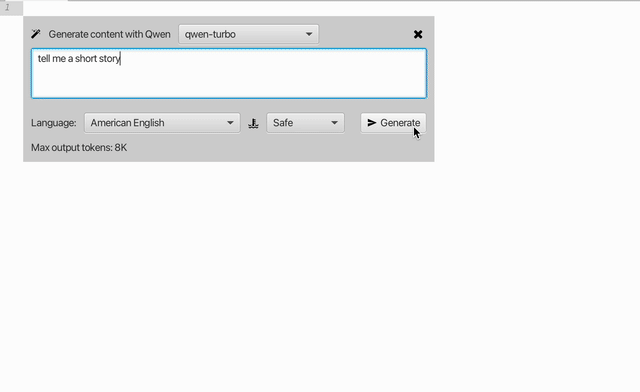 1
Generate content with Qwen qwen-turbo
tell me a short story
Language: American English Safe Generate
Max output tokens: 8K